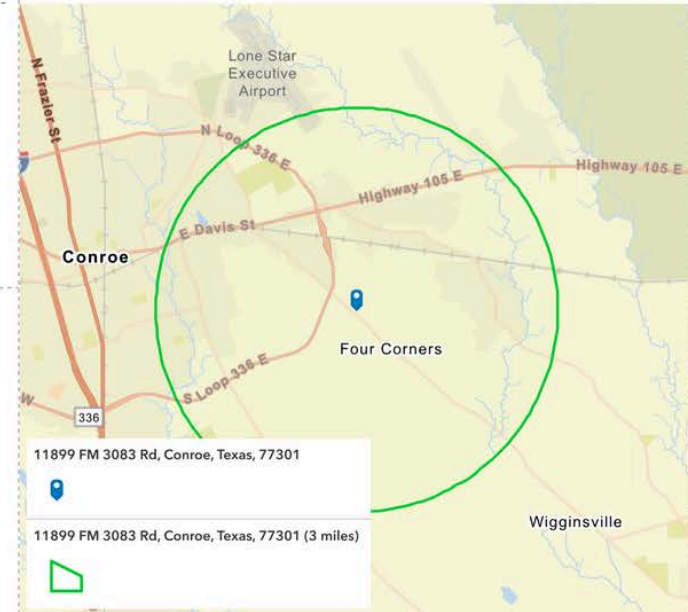 N Frazier St
Lone Star
Executive
Airport
N Loop 336 E
Highway 105 E
Highway 105 E
E Davis St
Conroe
Four Corners
S Loop 336 E
W
336
11899 FM 3083 Rd, Conroe, Texas, 77301
Wigginsville
11899 FM 3083 Rd, Conroe, Texas, 77301 (3 miles)